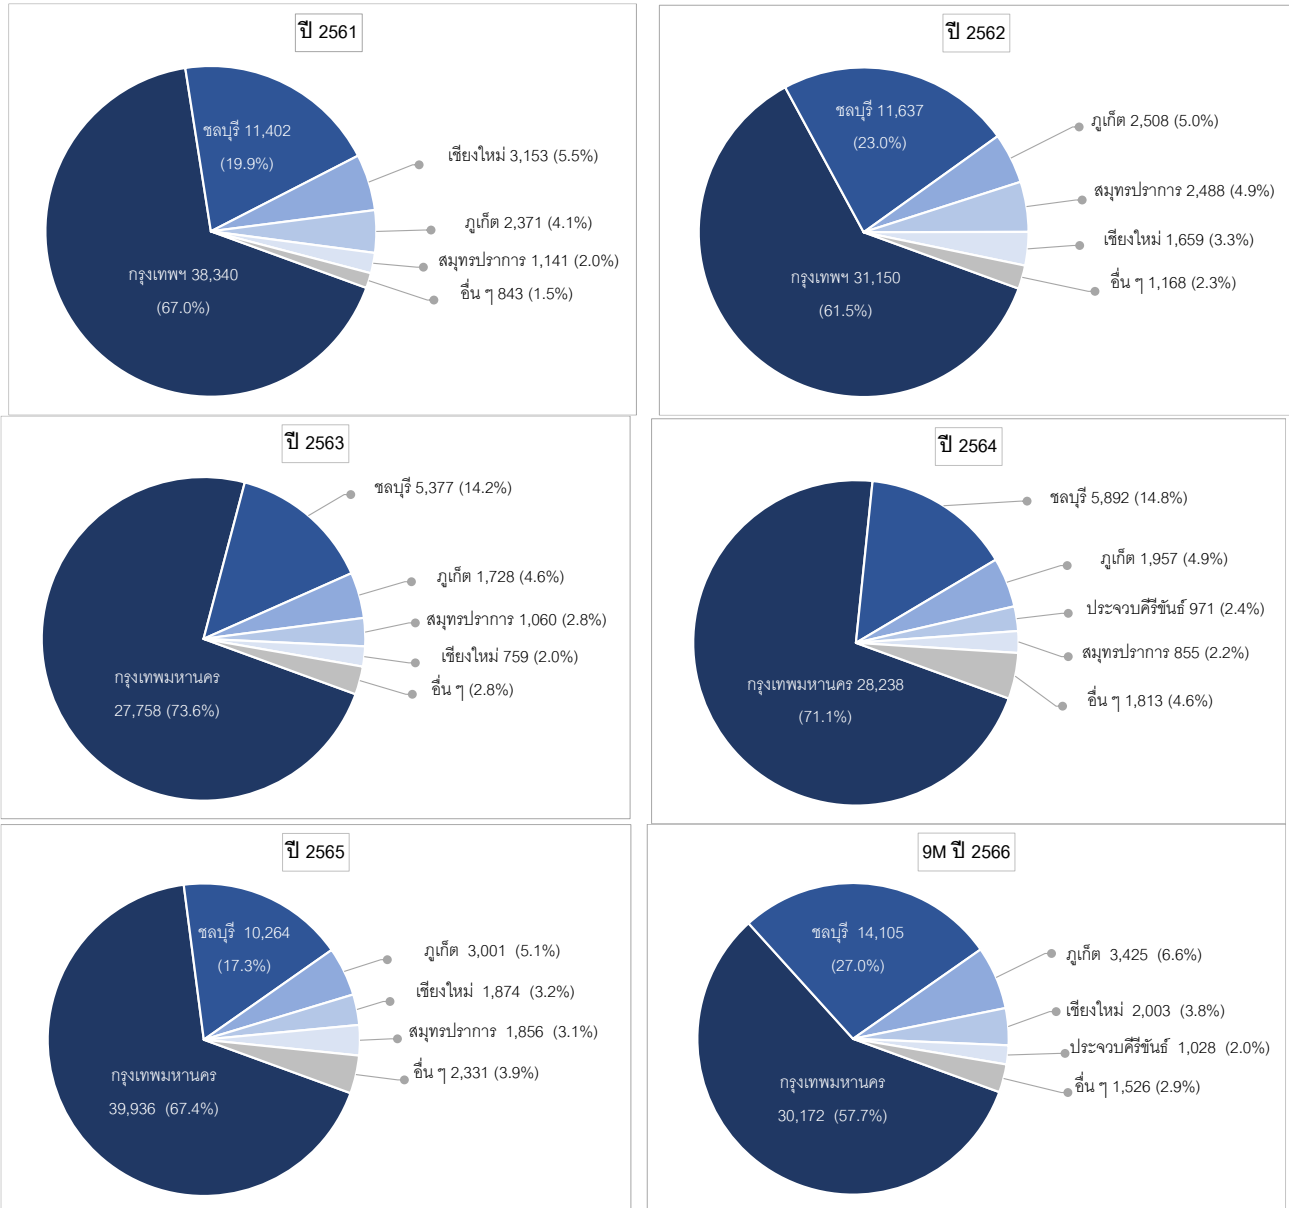 ปี 2561
ชลบุรี 11,402
(19.9%)
เชียงใหม่ 3,153 (5.5%)
ภูเก็ต 2,371 (4.1%)
สมุทรปราการ 1,141 (2.0%)
อื่น ๆ 843 (1.5%)
กรุงเทพฯ 38,340
(67.0%)
ปี 2562
ชลบุรี 11,637
(23.0%)
ภูเก็ต 2,508 (5.0%)
สมุทรปราการ 2,488 (4.9%)
เชียงใหม่ 1,659 (3.3%)
อื่น ๆ 1,168 (2.3%)
กรุงเทพฯ 31,150
(61.5%)
ปี 2563
ชลบุรี 5,377 (14.2%)
ภูเก็ต 1,728 (4.6%)
สมุทรปราการ 1,060 (2.8%)
เชียงใหม่ 759 (2.0%)
อื่น ๆ (2.8%)
กรุงเทพมหานคร
27,758 (73.6%)
ปี 2564
ชลบุรี 5,892 (14.8%)
ภูเก็ต 1,957 (4.9%)
ประจวบคีรีขันธ์ 971 (2.4%)
สมุทรปราการ 855 (2.2%)
อื่น ๆ 1,813 (4.6%)
กรุงเทพมหานคร 28,238
(71.1%)
ปี 2565
ชลบุรี 10,264
(17.3%)
ภูเก็ต 3,001 (5.1%)
เชียงใหม่ 1,874 (3.2%)
สมุทรปราการ 1,856 (3.1%)
อื่น ๆ 2,331 (3.9%)
กรุงเทพมหานคร
39,936 (67.4%)
9M ปี 2566
ชลบุรี 14,105
(27.0%)
ภูเก็ต 3,425 (6.6%)
เชียงใหม่ 2,003 (3.8%)
ประจวบคีรีขันธ์ 1,028 (2.0%)
อื่น ๆ 1,526 (2.9%)
กรุงเทพมหานคร
30,172 (57.7%)